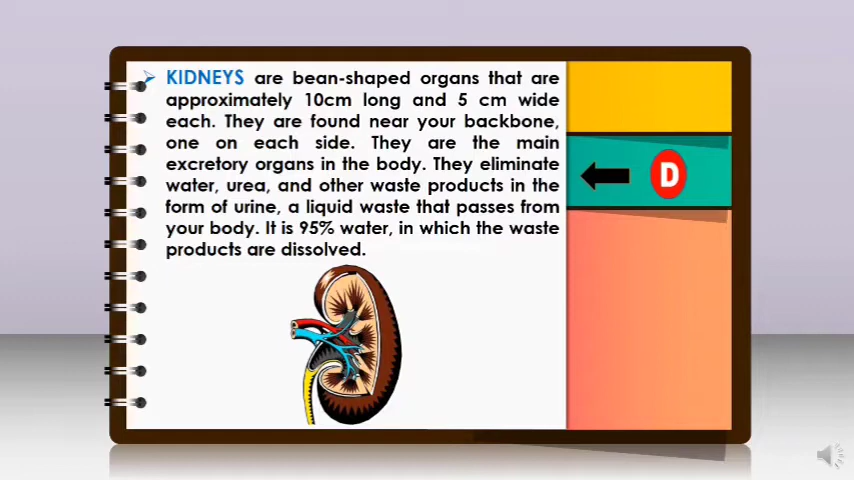 KIDNEYS are bean-shaped organs that are
approximately 10cm long and 5 cm wide
each. They are found near your backbone,
one on each side. They are the main
excretory organs in the body. They eliminate
water, urea, and other waste products in the
form of urine, a liquid waste that passes from
your body. It is 95% water, in which the waste
products are dissolved.
D